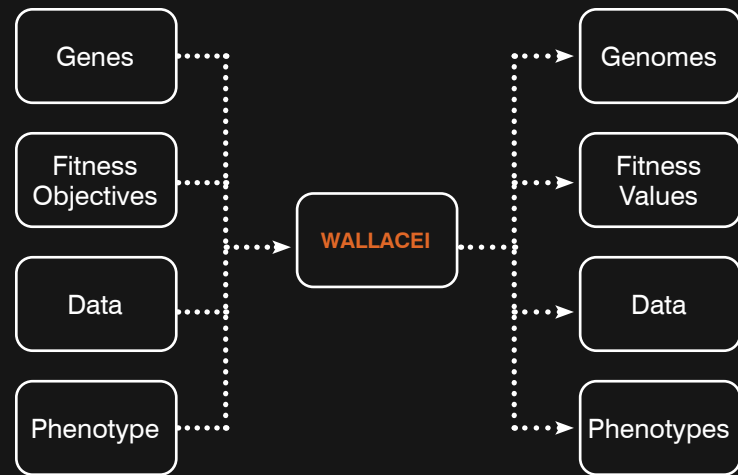 Genes
Fitness
Objectives
Data
Phenotype
WALLACEI
Genomes
Fitness
Values
Data
Phenotypes